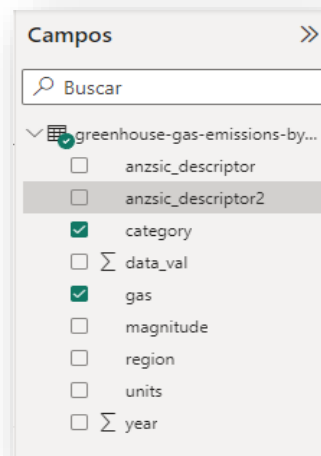 Campos
Buscar
greenhouse-gas-emissions-by...
anzsic_descriptor
anzsic_descriptor2
category
∑ data_val
gas
magnitude
region
units
∑ year